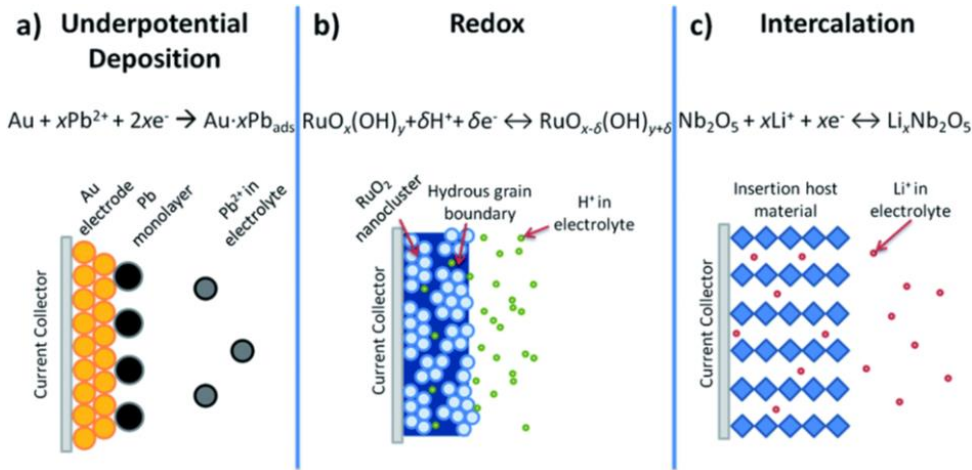 a) Underpotential
Deposition
Au + xPb²⁺ + 2xe⁻ → Au·xPb_ads
Au
electrode
Pb
monolayer
Pb²⁺ in
electrolyte
Current Collector
b) Redox
RuOₓ(OH)ᵧ+δH⁺+ δe⁻ ↔ RuOₓ₋δ(OH)ᵧ₊δ
RuO₂
nanocluster
Hydrous grain
boundary
H⁺ in
electrolyte
Current Collector
c) Intercalation
Nb₂O₅ + xLi⁺ + xe⁻ ↔ LiₓNb₂O₅
Insertion host
material
Li⁺ in
electrolyte
Current Collector